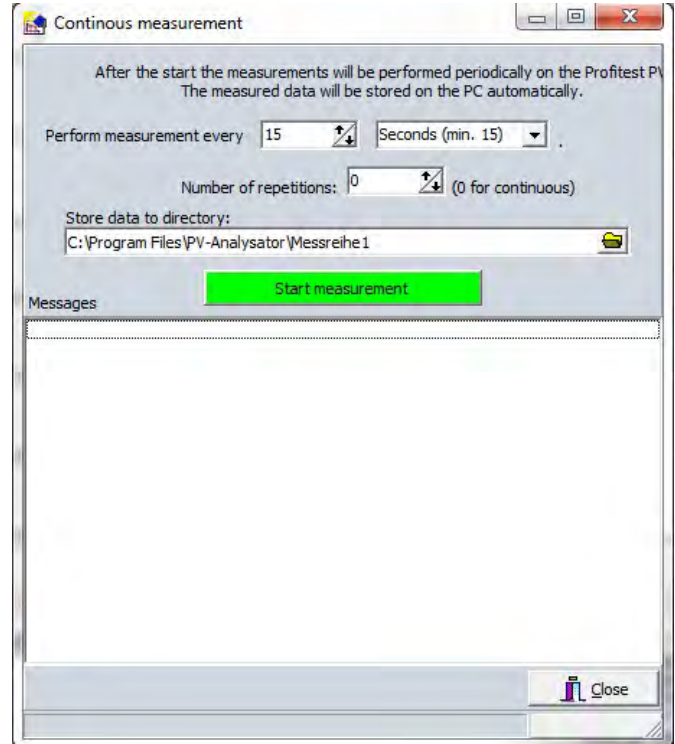 Continous measurement
After the start the measurements will be performed periodically on the Profitest PV
The measured data will be stored on the PC automatically.
Perform measurement every 15 Seconds (min. 15) .
Number of repetitions: 0 (0 for continuous)
Store data to directory:
C:\Program Files\PV-Analysator\Messreihe1
Start measurement
Messages
Close